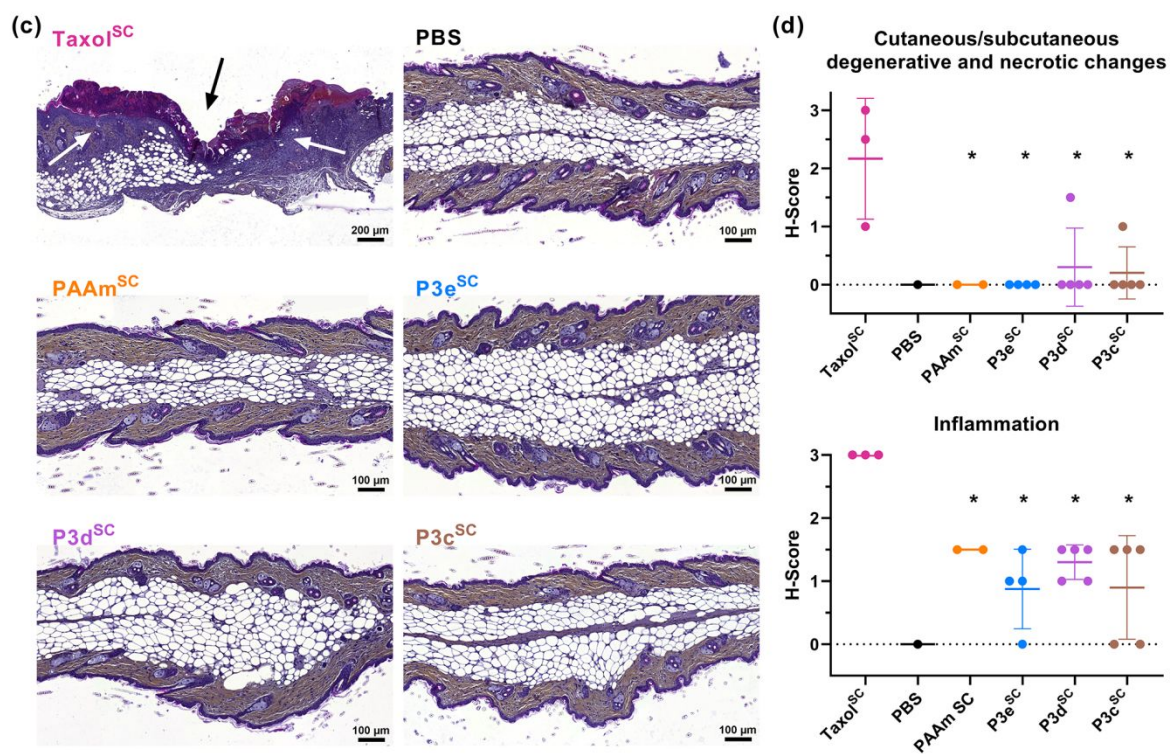 (c)
Taxol^SC
200 µm
PBS
100 µm
PAAm^SC
100 µm
P3e^SC
100 µm
P3d^SC
100 µm
P3c^SC
100 µm
(d)
Cutaneous/subcutaneous
degenerative and necrotic changes
H-Score
3
2
1
0
* * * *
Taxol^SC
PBS
PAAm^SC
P3e^SC
P3d^SC
P3c^SC
Inflammation
H-Score
3
2
1
0
* * * *
Taxol^SC
PBS
PAAm SC
P3e^SC
P3d^SC
P3c^SC